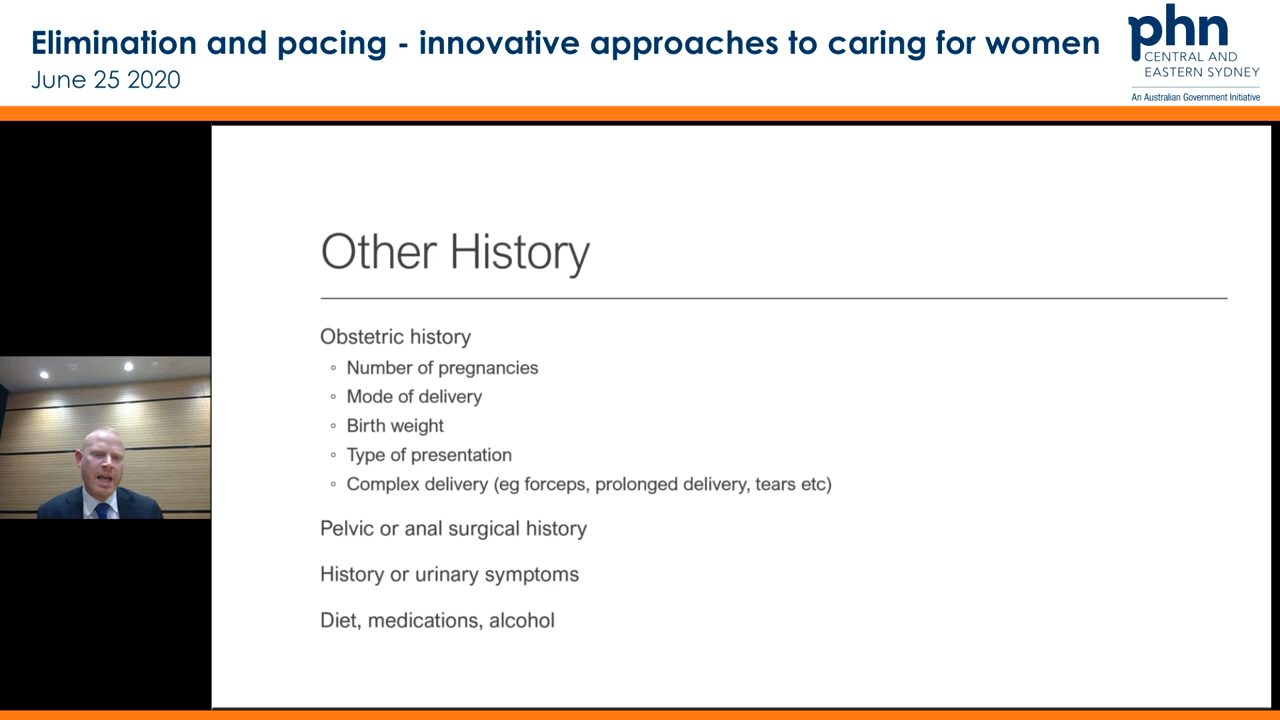 Elimination and pacing - innovative approaches to caring for women
June 25 2020
phn
CENTRAL AND
EASTERN SYDNEY
An Australian Government Initiative
Other History
Obstetric history
◦ Number of pregnancies
◦ Mode of delivery
◦ Birth weight
◦ Type of presentation
◦ Complex delivery (eg forceps, prolonged delivery, tears etc)
Pelvic or anal surgical history
History or urinary symptoms
Diet, medications, alcohol